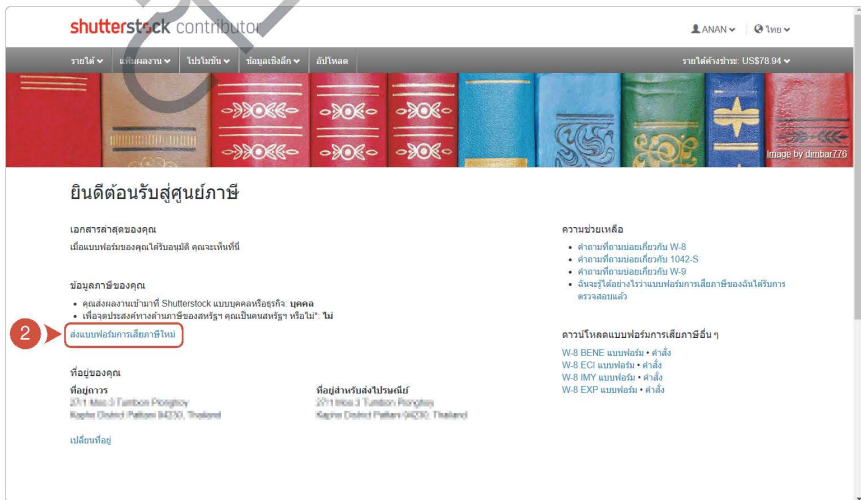 shutterstock contributor
ANAN
ไทย
รายได้
แฟ้มผลงาน
โปรโมชัน
ข้อมูลเชิงลึก
อัปโหลด
รายได้ค้างชำระ: US$78.94
Image by dimbar776
ยินดีต้อนรับสู่ศูนย์ภาษี
เอกสารล่าสุดของคุณ
เมื่อแบบฟอร์มของคุณได้รับอนุมัติ คุณจะเห็นที่นี่
ข้อมูลภาษีของคุณ
• คุณส่งผลงานเข้ามาที่ Shutterstock แบบบุคคลหรือธุรกิจ: บุคคล
• เพื่อจุดประสงค์ทางด้านภาษีของสหรัฐฯ คุณเป็นคนสหรัฐฯ หรือไม่*: ไม่
2
ส่งแบบฟอร์มการเสียภาษีใหม่
ที่อยู่ของคุณ
ที่อยู่ถาวร
ที่อยู่สำหรับส่งไปรษณีย์
เปลี่ยนที่อยู่
ความช่วยเหลือ
• คำถามที่ถามบ่อยเกี่ยวกับ W-8
• คำถามที่ถามบ่อยเกี่ยวกับ 1042-S
• คำถามที่ถามบ่อยเกี่ยวกับ W-9
• ฉันจะรู้ได้อย่างไรว่าแบบฟอร์มการเสียภาษีของฉันได้รับการ
ตรวจสอบแล้ว
ดาวน์โหลดแบบฟอร์มการเสียภาษีอื่น ๆ
W-8 BENE แบบฟอร์ม • คำสั่ง
W-8 ECI แบบฟอร์ม • คำสั่ง
W-8 IMY แบบฟอร์ม • คำสั่ง
W-8 EXP แบบฟอร์ม • คำสั่ง